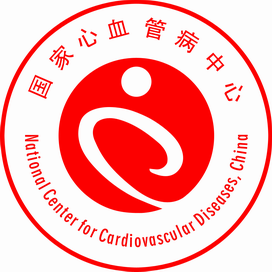 国家心血管病中心
National Center for Cardiovascular Diseases, China